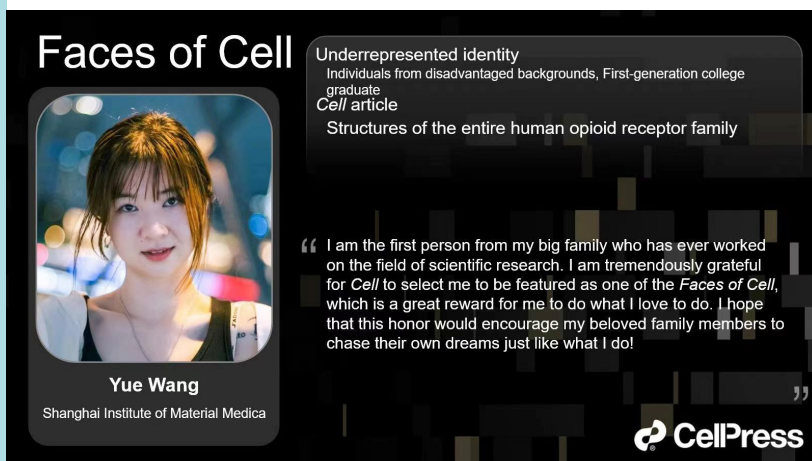 Faces of Cell
Underrepresented identity
Individuals from disadvantaged backgrounds, First-generation college
graduate
Cell article
Structures of the entire human opioid receptor family
“ I am the first person from my big family who has ever worked
on the field of scientific research. I am tremendously grateful
for Cell to select me to be featured as one of the Faces of Cell,
which is a great reward for me to do what I love to do. I hope
that this honor would encourage my beloved family members to
chase their own dreams just like what I do!
”
Yue Wang
Shanghai Institute of Material Medica
CellPress